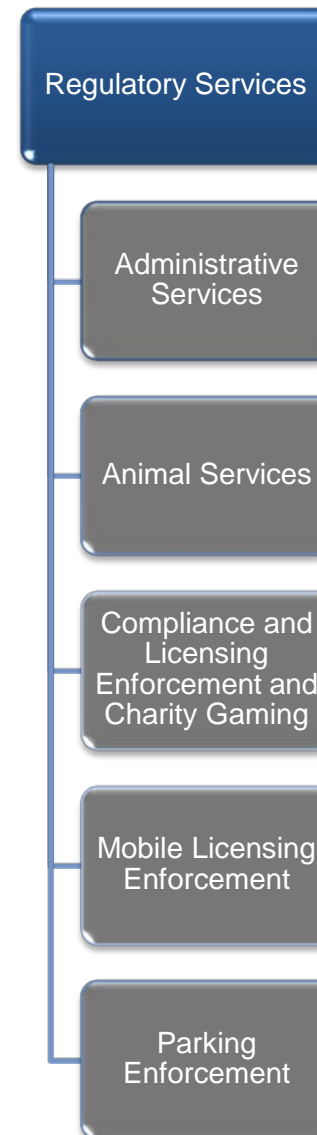 Regulatory Services
Administrative
Services
Animal Services
Compliance and
Licensing
Enforcement and
Charity Gaming
Mobile Licensing
Enforcement
Parking
Enforcement